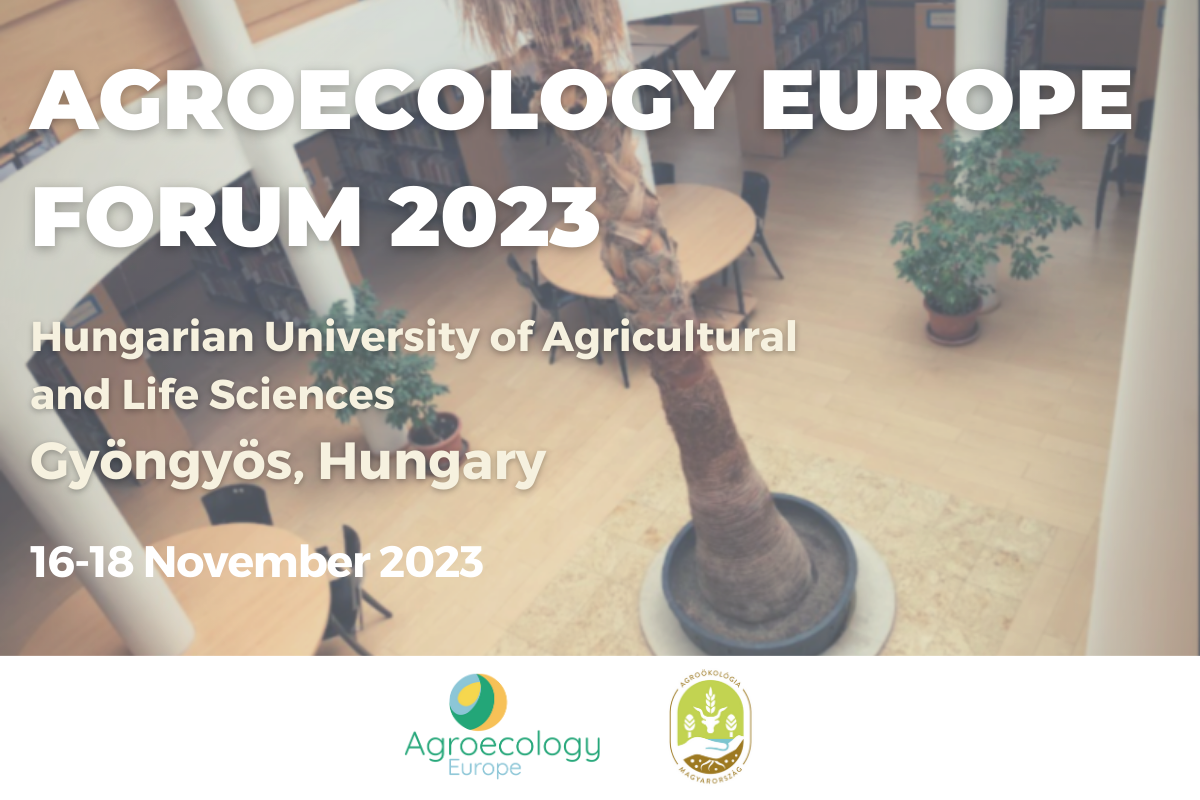 AGROECOLOGY EUROPE
FORUM 2023
Hungarian University of Agricultural
and Life Sciences
Gyöngyös, Hungary
16-18 November 2023
Agroecology
Europe
AGROÖKOLÓGIA
MAGYARORSZÁG